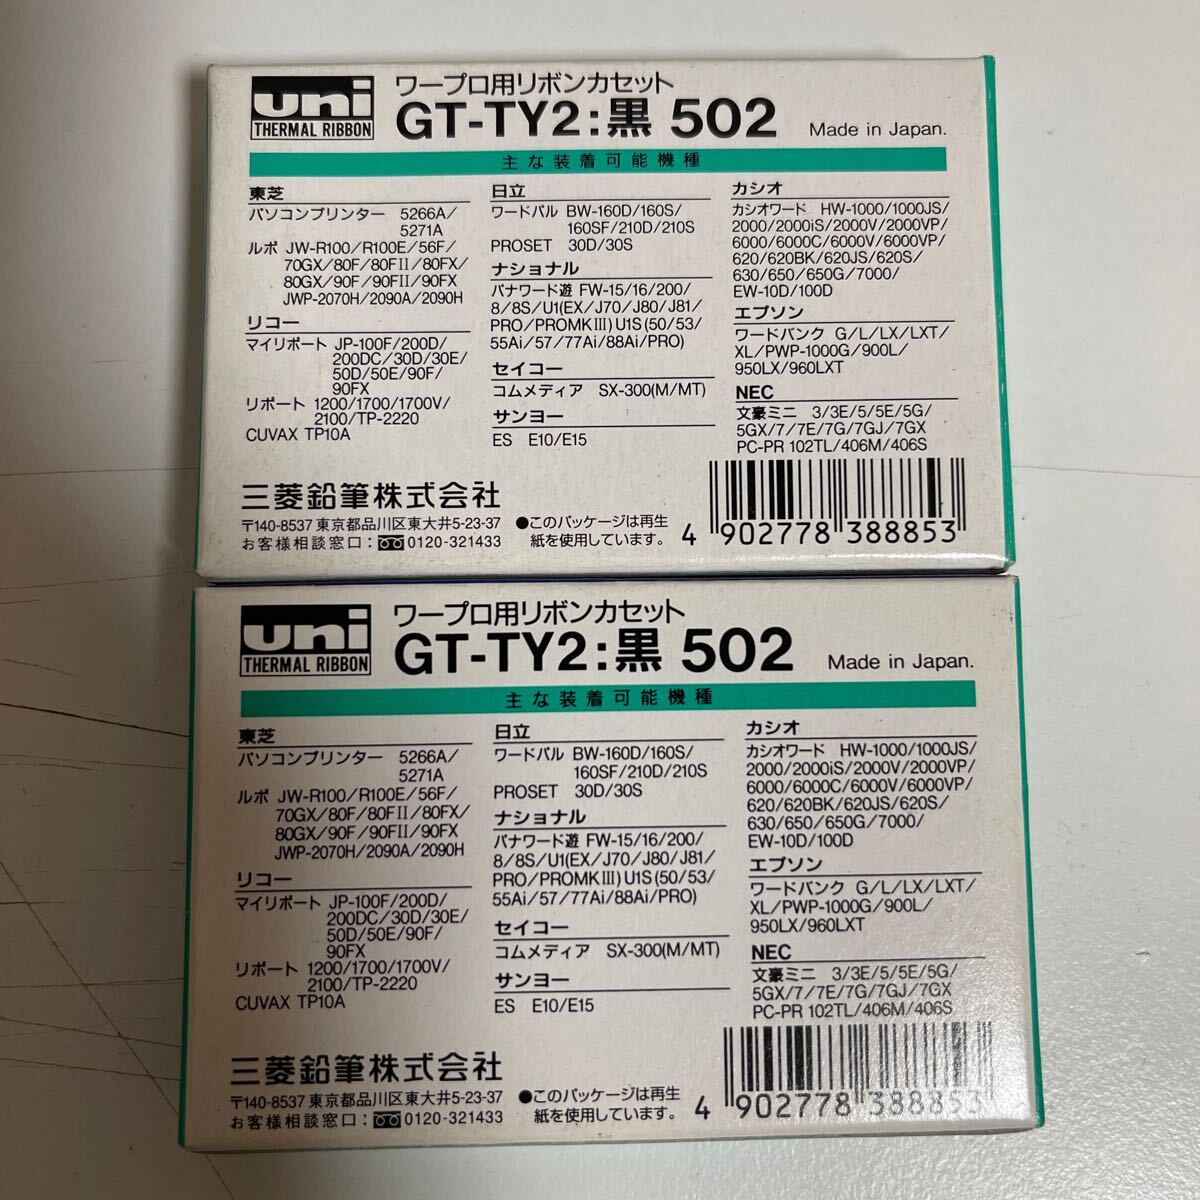 uni
THERMAL RIBBON
ワープロ用リボンカセット
GT-TY2:黒 502
Made in Japan.
主な装着可能機種
東芝
パソコンプリンター 5266A/
5271A
ルポ JW-R100/R100E/56F/
70GX/80F/80FII/80FX/
80GX/90F/90FII/90FX
JWP-2070H/2090A/2090H
リコー
マイリポート JP-100F/200D/
200DC/30D/30E/
50D/50E/90F/
90FX
リポート 1200/1700/1700V/
2100/TP-2220
CUVAX TP10A
日立
ワードパル BW-160D/160S/
160SF/210D/210S
PROSET 30D/30S
ナショナル
パナワード遊 FW-15/16/200/
8/8S/U1(EX/J70/J80/J81/
PRO/PROMKIII)U1S(50/53/
55Ai/57/77Ai/88Ai/PRO)
セイコー
コムメディア SX-300(M/MT)
サンヨー
ES E10/E15
カシオ
カシオワード HW-1000/1000JS/
2000/2000iS/2000V/2000VP/
6000/6000C/6000V/6000VP/
620/620BK/620JS/620S/
630/650/650G/7000/
EW-10D/100D
エプソン
ワードバンク G/L/LX/LXT/
XL/PWP-1000G/900L/
950LX/960LXT
NEC
文豪ミニ 3/3E/5/5E/5G/
5GX/7/7E/7G/7GJ/7GX
PC-PR 102TL/406M/406S
三菱鉛筆株式会社
〒140-8537 東京都品川区東大井5-23-37
お客様相談窓口:0120-321433
●このパッケージは再生
紙を使用しています。
4 902778 388853
uni
THERMAL RIBBON
ワープロ用リボンカセット
GT-TY2:黒 502
Made in Japan.
主な装着可能機種
東芝
パソコンプリンター 5266A/
5271A
ルポ JW-R100/R100E/56F/
70GX/80F/80FII/80FX/
80GX/90F/90FII/90FX
JWP-2070H/2090A/2090H
リコー
マイリポート JP-100F/200D/
200DC/30D/30E/
50D/50E/90F/
90FX
リポート 1200/1700/1700V/
2100/TP-2220
CUVAX TP10A
日立
ワードパル BW-160D/160S/
160SF/210D/210S
PROSET 30D/30S
ナショナル
パナワード遊 FW-15/16/200/
8/8S/U1(EX/J70/J80/J81/
PRO/PROMKIII)U1S(50/53/
55Ai/57/77Ai/88Ai/PRO)
セイコー
コムメディア SX-300(M/MT)
サンヨー
ES E10/E15
カシオ
カシオワード HW-1000/1000JS/
2000/2000iS/2000V/2000VP/
6000/6000C/6000V/6000VP/
620/620BK/620JS/620S/
630/650/650G/7000/
EW-10D/100D
エプソン
ワードバンク G/L/LX/LXT/
XL/PWP-1000G/900L/
950LX/960LXT
NEC
文豪ミニ 3/3E/5/5E/5G/
5GX/7/7E/7G/7GJ/7GX
PC-PR 102TL/406M/406S
三菱鉛筆株式会社
〒140-8537 東京都品川区東大井5-23-37
お客様相談窓口:0120-321433
●このパッケージは再生
紙を使用しています。
4 902778 388853